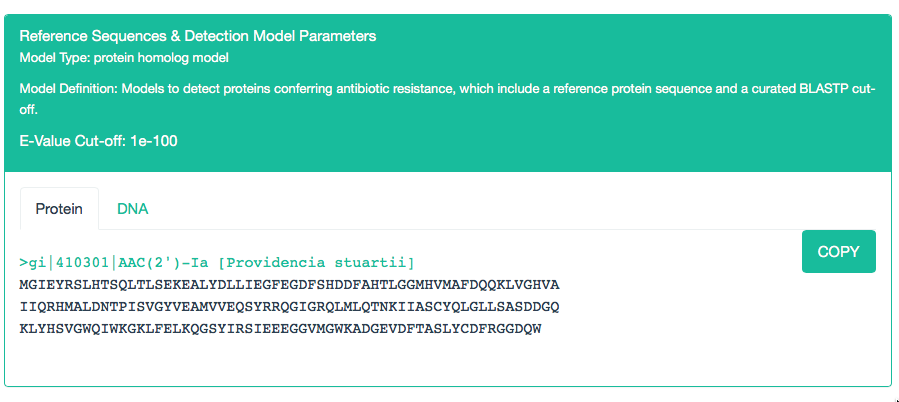 Reference Sequences & Detection Model Parameters
Model Type: protein homolog model
Model Definition: Models to detect proteins conferring antibiotic resistance, which include a reference protein sequence and a curated BLASTP cut-
off.
E-Value Cut-off: 1e-100
Protein
DNA
COPY
>gi|410301|AAC(2')-Ia [Providencia stuartii]
MGIEYRSLHTSQLTLSEKEALYDLLIEGFEGDFSHDDFAHTLGGMHVMAFDQQKLVGHVA
IIQRHMALDNTPISVGYVEAMVVEQSYRRQGIGRQLMLQTNKIIASCYQLGLLSASDDGQ
KLYHSVGWQIWKGKLFELKQGSYIRSIEEEGGVMGWKADGEVDFTASLYCDFRGGDQW